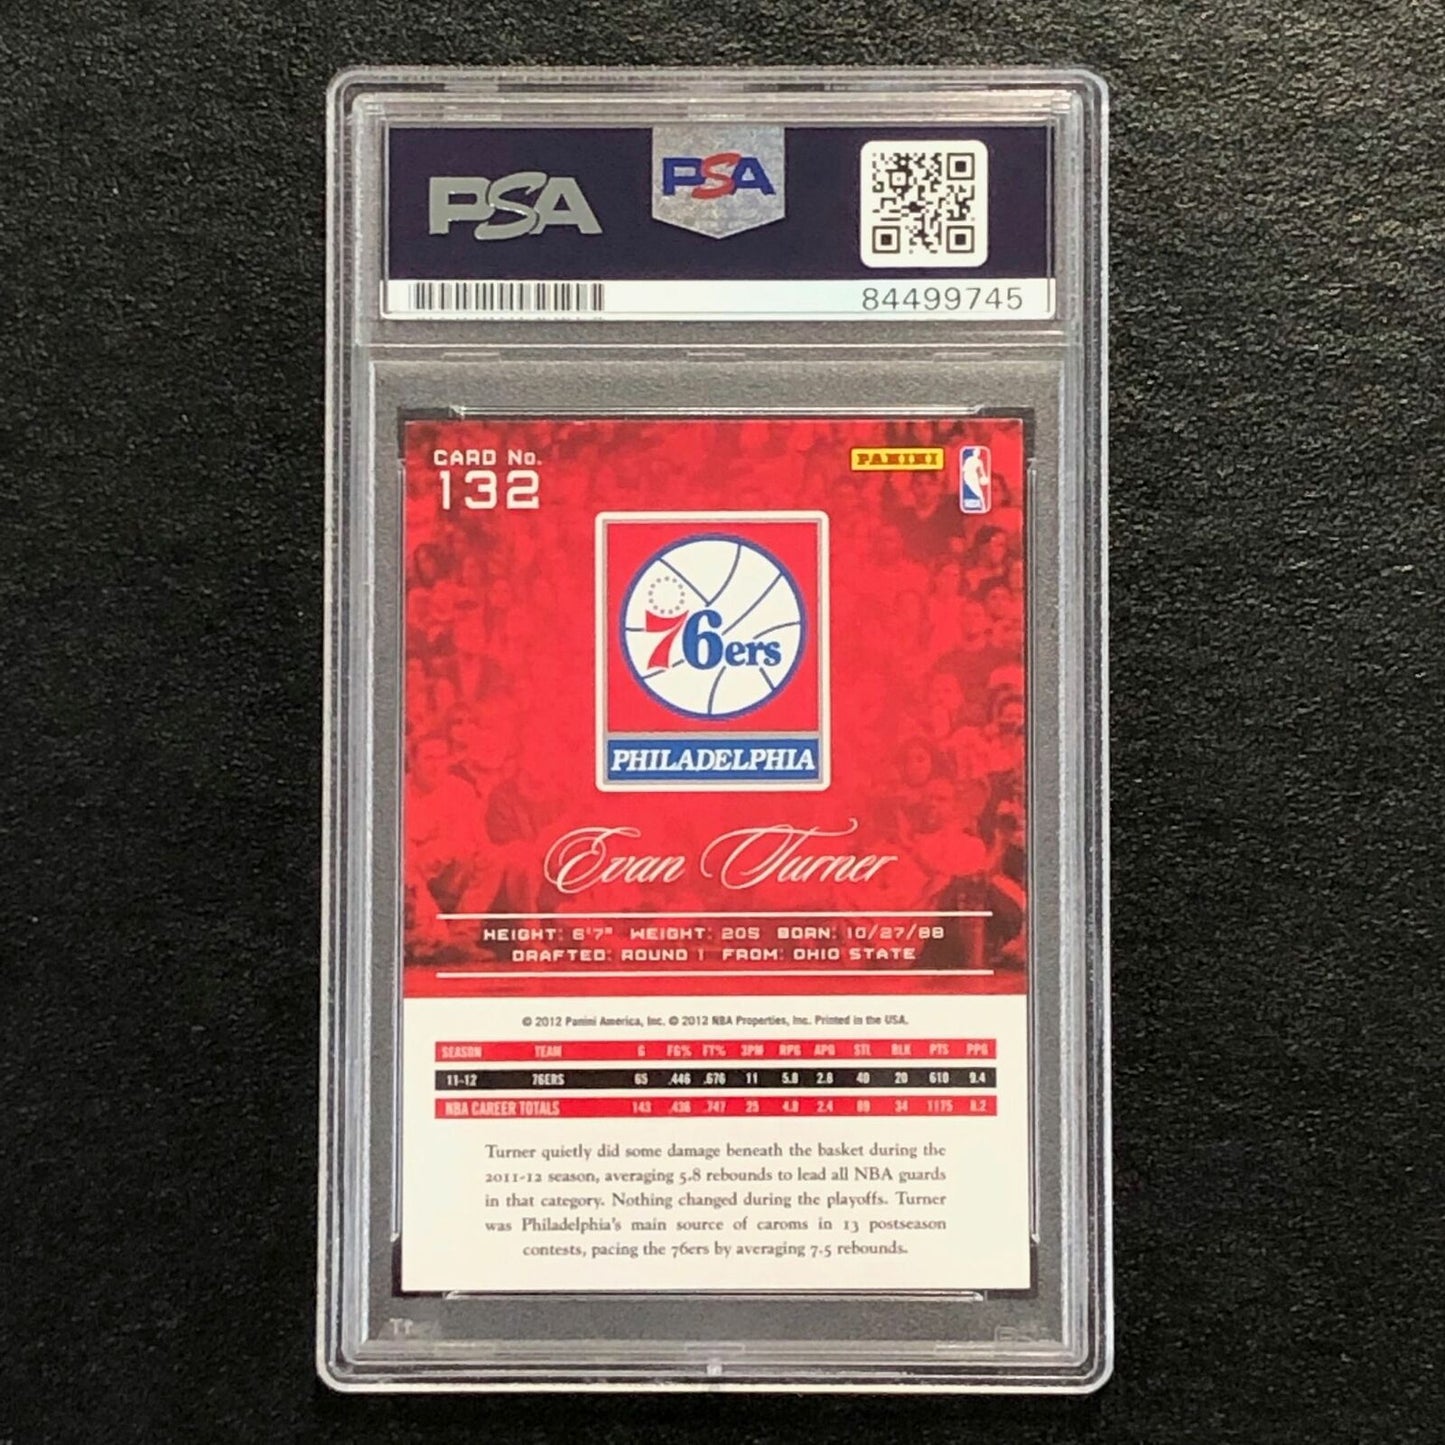 PSA
PSA
84499745
CARD No.
132
PANINI
NBA
76ers
PHILADELPHIA
Evan Turner
HEIGHT: 6'7" WEIGHT: 205 BORN: 10/27/88
DRAFTED: ROUND 1 FROM: OHIO STATE
© 2012 Panini America, Inc. © 2012 NBA Properties, Inc. Printed in the USA.
SEASON TEAM G FG% FT% 3PM RPG APG STL BLK PTS PPG
11-12 76ERS 65 .446 .676 11 5.8 2.8 40 20 610 9.4
NBA CAREER TOTALS 143 .436 .747 25 4.8 2.4 89 34 1175 8.2
Turner quietly did some damage beneath the basket during the
2011-12 season, averaging 5.8 rebounds to lead all NBA guards
in that category. Nothing changed during the playoffs. Turner
was Philadelphia's main source of caroms in 13 postseason
contests, pacing the 76ers by averaging 7.5 rebounds.